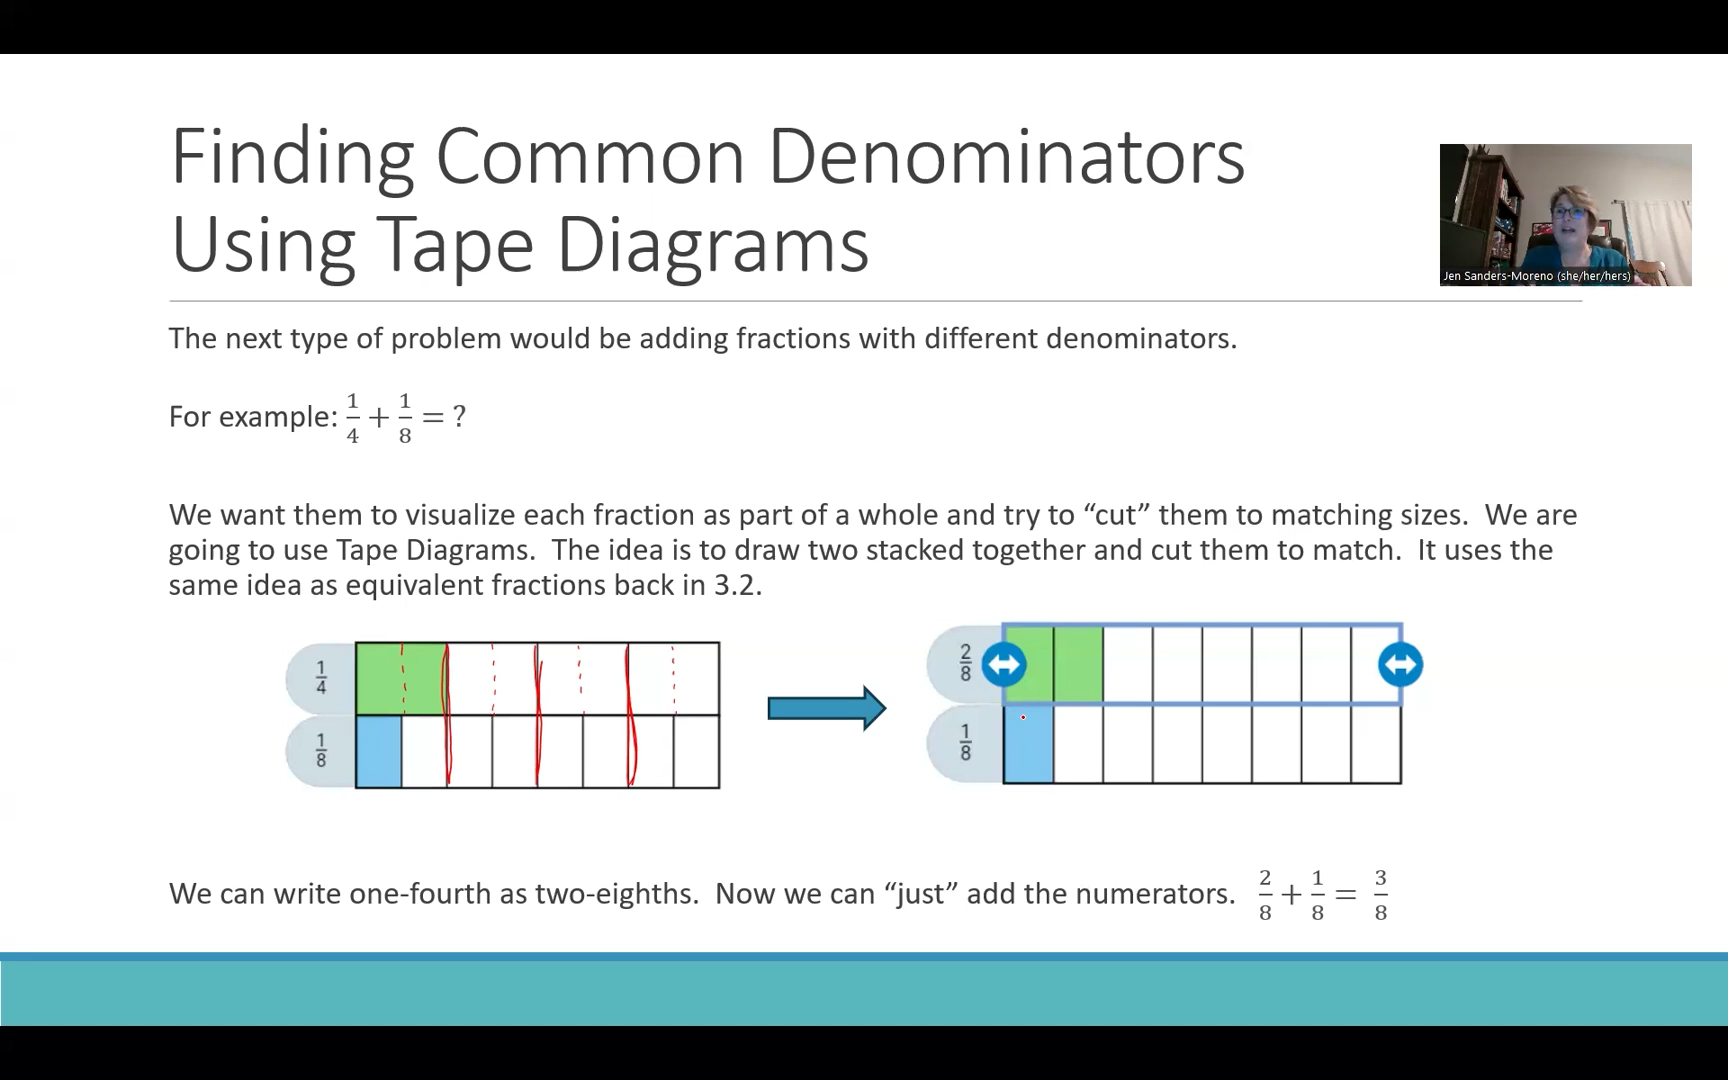 Finding Common Denominators
Using Tape Diagrams
Jen Sanders-Moreno (she/her/hers)
The next type of problem would be adding fractions with different denominators.
For example: 1/4 + 1/8 = ?
We want them to visualize each fraction as part of a whole and try to “cut” them to matching sizes.  We are
going to use Tape Diagrams.  The idea is to draw two stacked together and cut them to match.  It uses the
same idea as equivalent fractions back in 3.2.
1/4
1/8
2/8
1/8
We can write one-fourth as two-eighths.  Now we can “just” add the numerators.  2/8 + 1/8 = 3/8